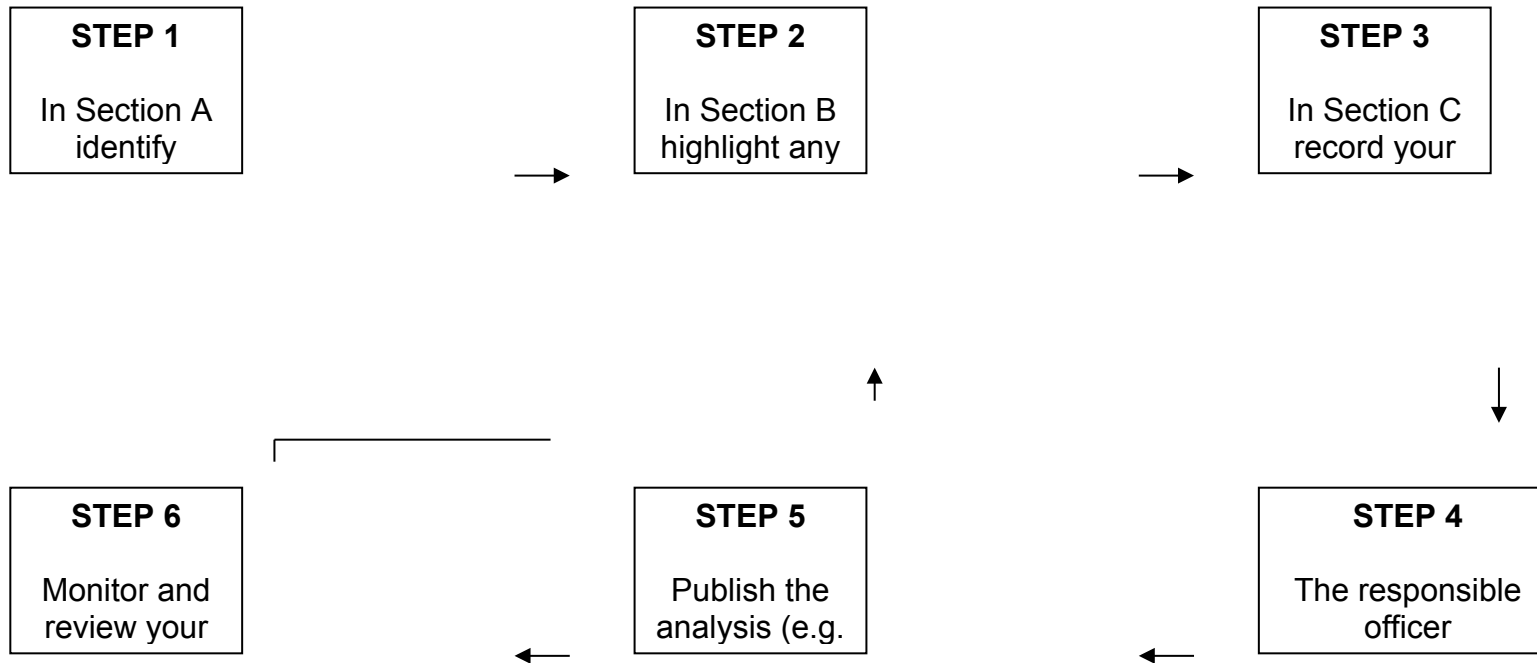 STEP 1
In Section A
identify
STEP 2
In Section B
highlight any
STEP 3
In Section C
record your
STEP 6
Monitor and
review your
STEP 5
Publish the
analysis (e.g.
STEP 4
The responsible
officer